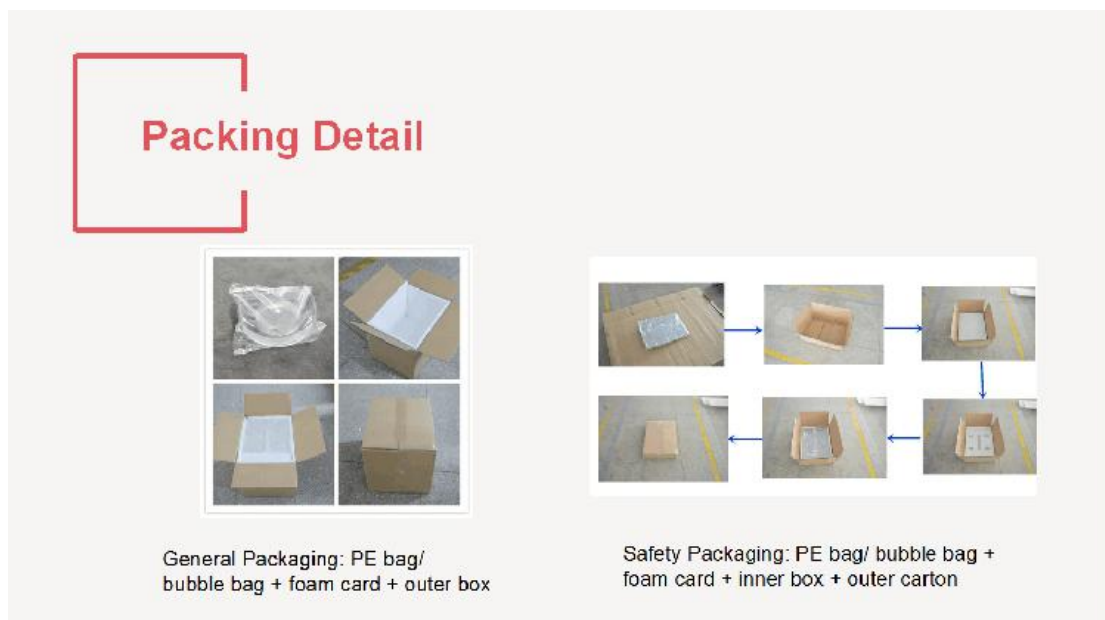 Packing Detail
General Packaging: PE bag/
bubble bag + foam card + outer box
Safety Packaging: PE bag/ bubble bag +
foam card + inner box + outer carton